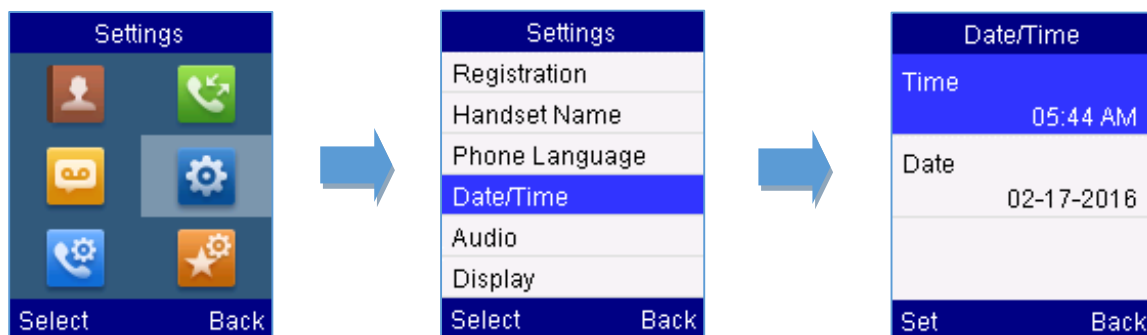 Settings
Select Back
Settings
Registration
Handset Name
Phone Language
Date/Time
Audio
Display
Select Back
Date/Time
Time
05:44 AM
Date
02-17-2016
Set Back